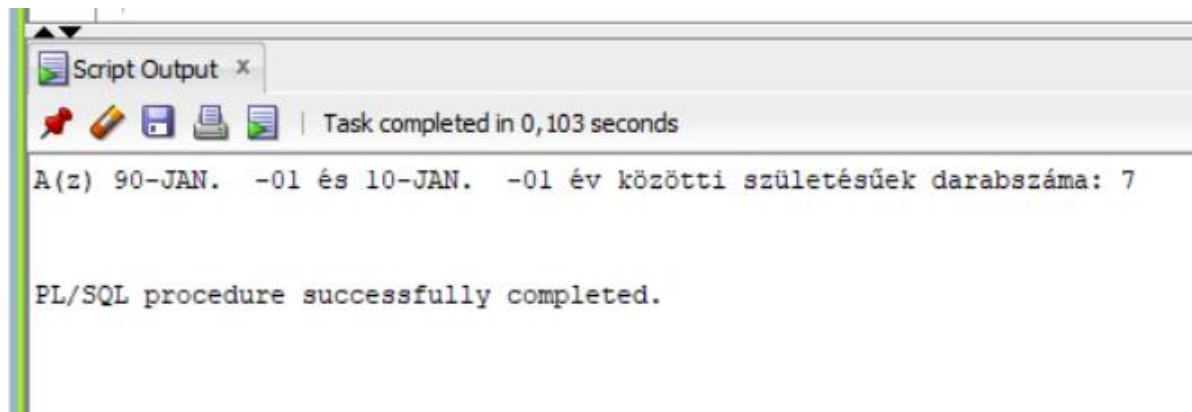 Script Output
Task completed in 0,103 seconds
A(z) 90-JAN.  -01 és 10-JAN.  -01 év közötti születésűek darabszáma: 7
PL/SQL procedure successfully completed.